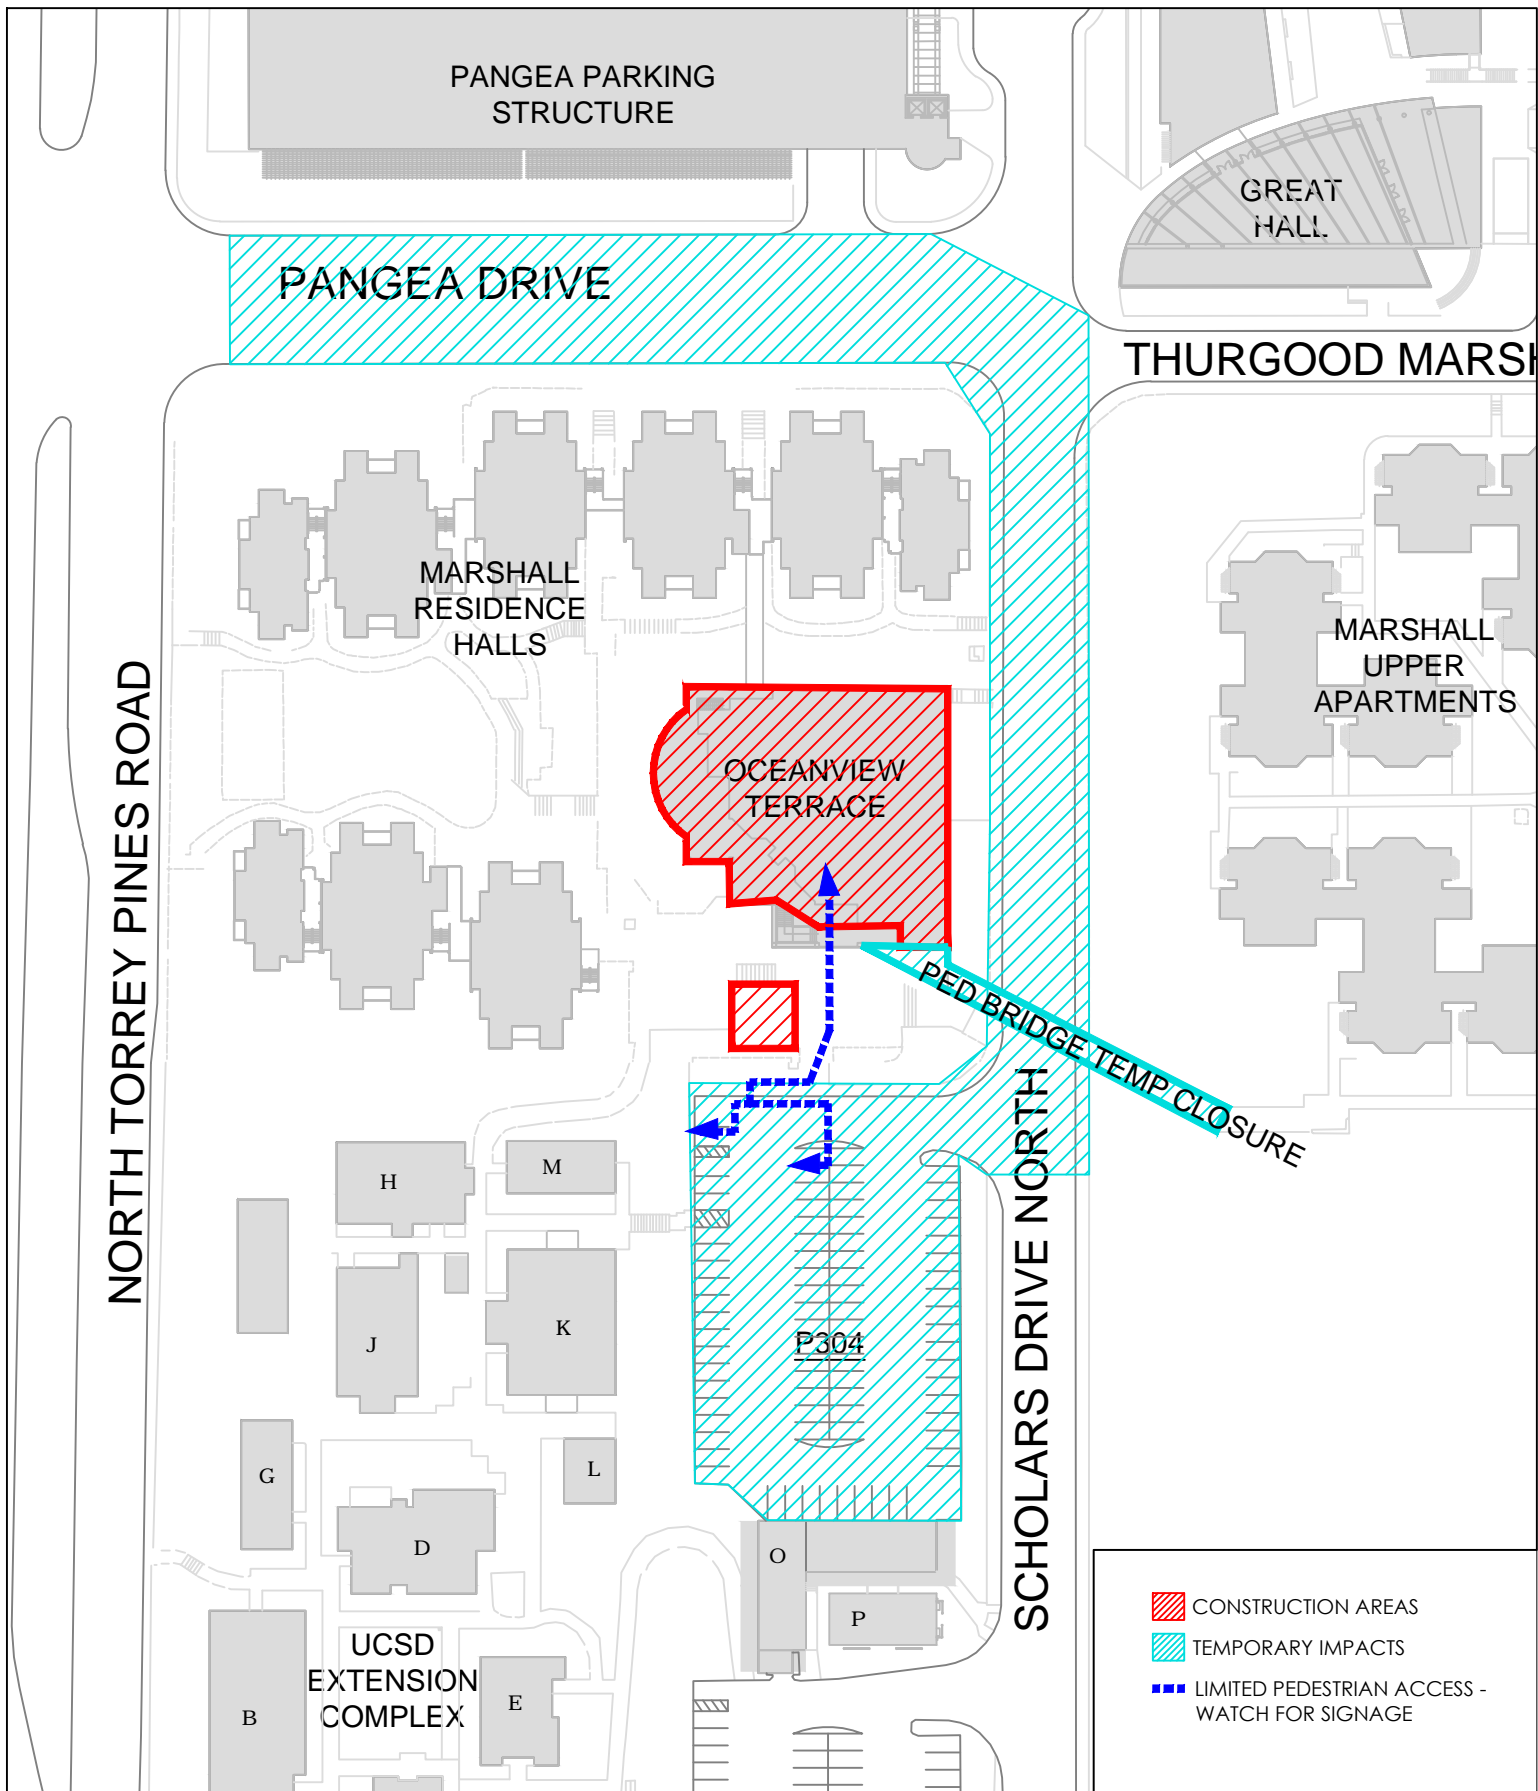 PANGEA PARKING
STRUCTURE
GREAT
HALL
PANGEA DRIVE
THURGOOD MARSH
MARSHALL
RESIDENCE
HALLS
MARSHALL
UPPER
APARTMENTS
NORTH TORREY PINES ROAD
OCEANVIEW
TERRACE
PED BRIDGE TEMP CLOSURE
SCHOLARS DRIVE NORTH
H
M
J
K
P304
G
L
D
O
P
UCSD
EXTENSION
COMPLEX
B
E
CONSTRUCTION AREAS
TEMPORARY IMPACTS
LIMITED PEDESTRIAN ACCESS -
WATCH FOR SIGNAGE